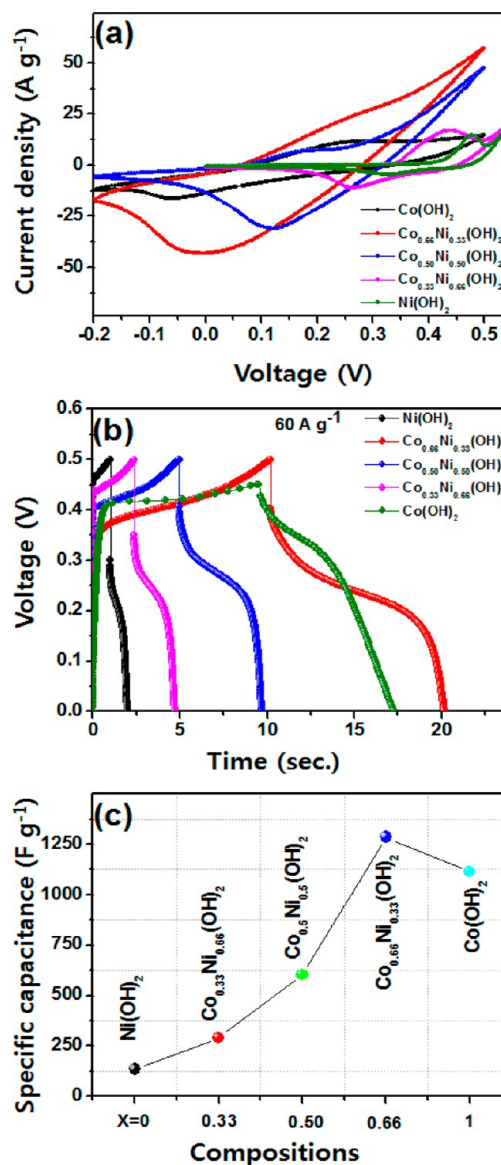 (a)
Current density (A g⁻¹)
50
25
0
-25
-50
Co(OH)₂
Co₀.₆₆Ni₀.₃₃(OH)₂
Co₀.₅₀Ni₀.₅₀(OH)₂
Co₀.₃₃Ni₀.₆₆(OH)₂
Ni(OH)₂
-0.2 -0.1 0.0 0.1 0.2 0.3 0.4 0.5
Voltage (V)
(b)
60 A g⁻¹
Voltage (V)
0.6
0.5
0.4
0.3
0.2
0.1
0.0
Ni(OH)₂
Co₀.₆₆Ni₀.₃₃(OH)
Co₀.₅₀Ni₀.₅₀(OH)
Co₀.₃₃Ni₀.₆₆(OH)
Co(OH)₂
0 5 10 15 20
Time (sec.)
(c)
Specific capacitance (F g⁻¹)
1250
1000
750
500
250
0
Ni(OH)₂
Co₀.₃₃Ni₀.₆₆(OH)₂
Co₀.₅Ni₀.₅(OH)₂
Co₀.₆₆Ni₀.₃₃(OH)₂
Co(OH)₂
X=0 0.33 0.50 0.66 1
Compositions